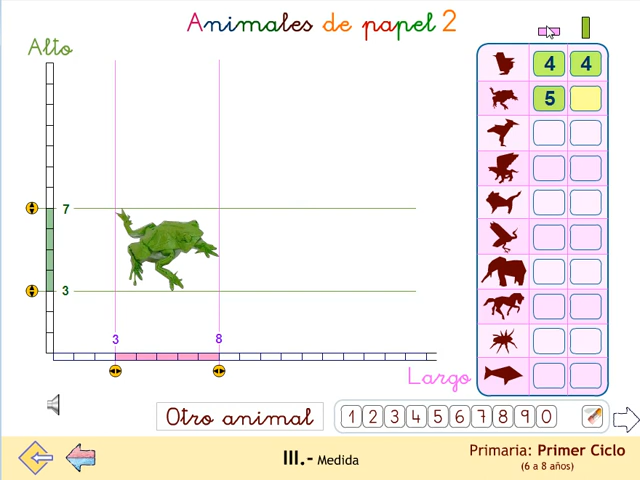 Animales de papel 2
Alto
4 4
5
7
3
3 8
Largo
Otro animal
1 2 3 4 5 6 7 8 9 0
III.- Medida
Primaria: Primer Ciclo
(6 a 8 años)